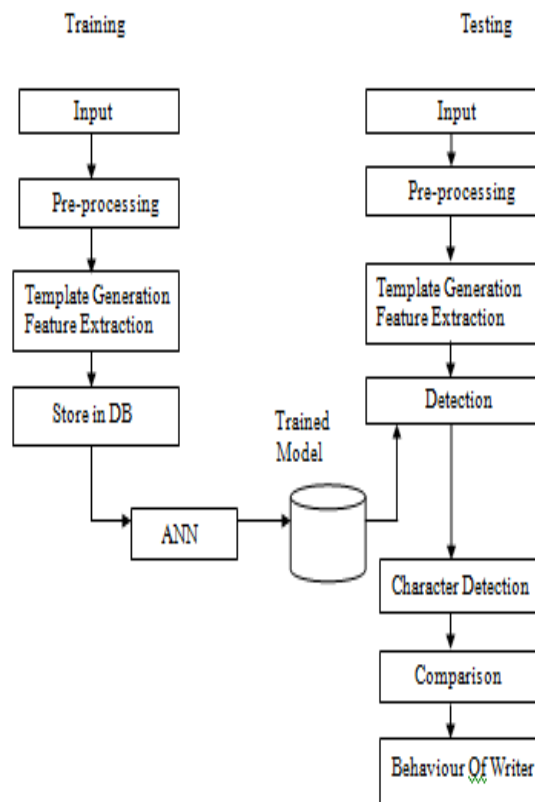 Training
Testing
Input
Input
Pre-processing
Pre-processing
Template Generation
Feature Extraction
Template Generation
Feature Extraction
Store in DB
Detection
Trained
Model
ANN
Character Detection
Comparison
Behaviour Of Writer